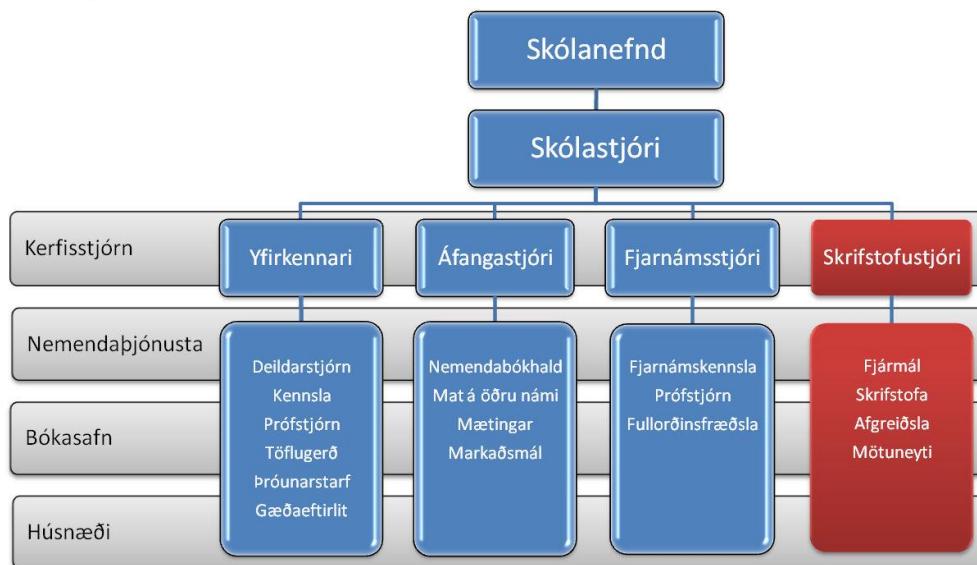 Skólanefnd
Skólastjóri
Kerfisstjórn
Yfirkennari
Áfangastjóri
Fjarnámsstjóri
Skrifstofustjóri
Nemendaþjónusta
Bókasafn
Húsnæði
Deildarstjórn
Kennsla
Prófstjórn
Töflugerð
Þróunarstarf
Gæðaeftirlit
Nemendabókhald
Mat á öðru námi
Mætingar
Markaðsmál
Fjarnámskennsla
Prófstjórn
Fullorðinsfræðsla
Fjármál
Skrifstofa
Afgreiðsla
Mötuneyti